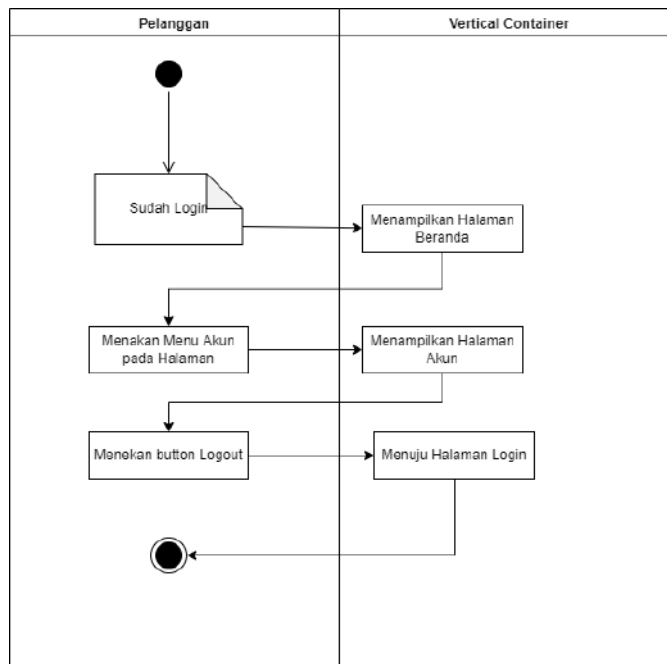 Pelanggan
Vertical Container
Sudah Login
Menampilkan Halaman
Beranda
Menakan Menu Akun
pada Halaman
Menampilkan Halaman
Akun
Menekan button Logout
Menuju Halaman Login